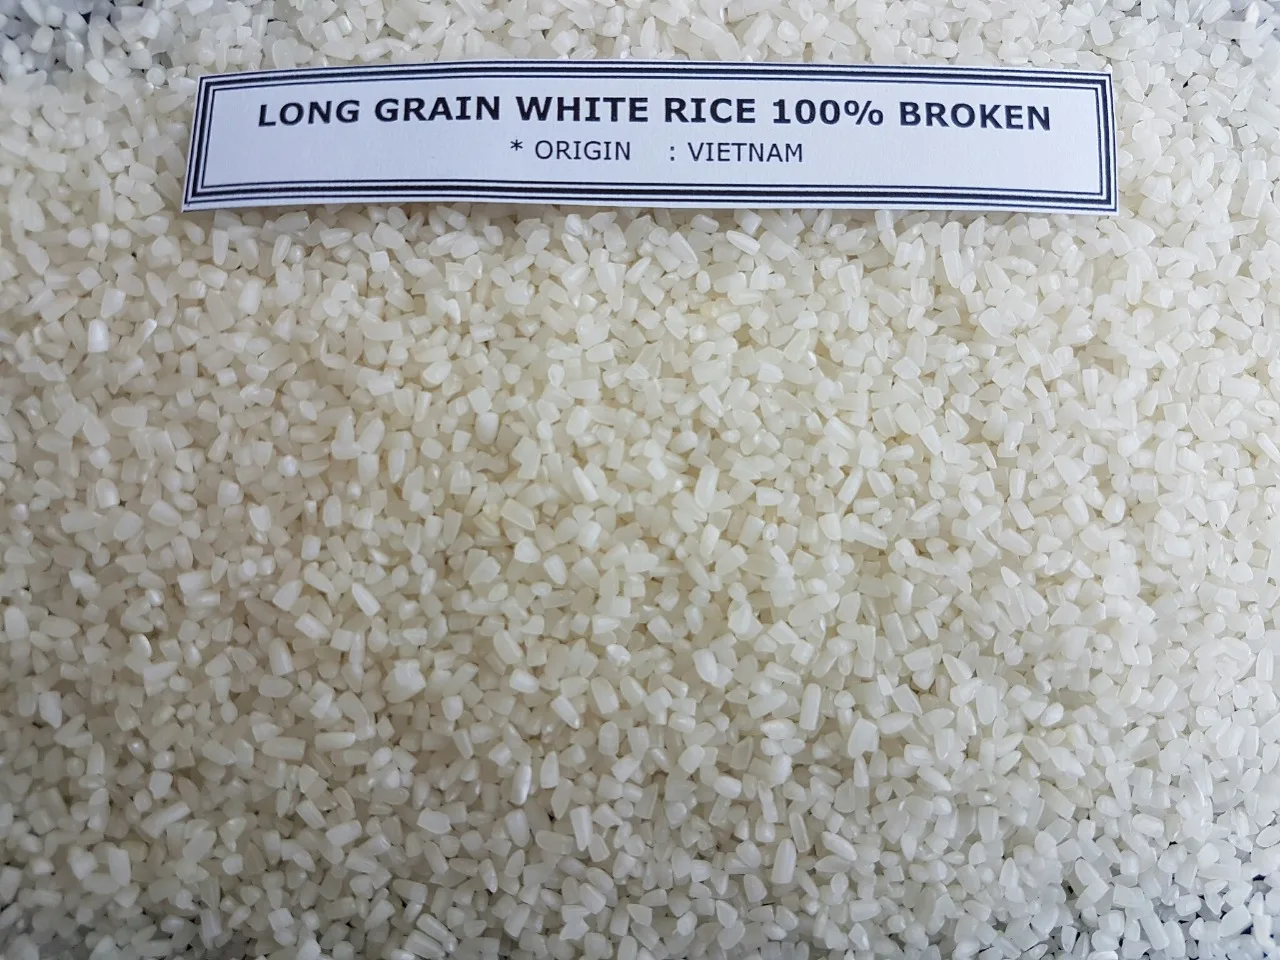 LONG GRAIN WHITE RICE 100% BROKEN
* ORIGIN : VIETNAM